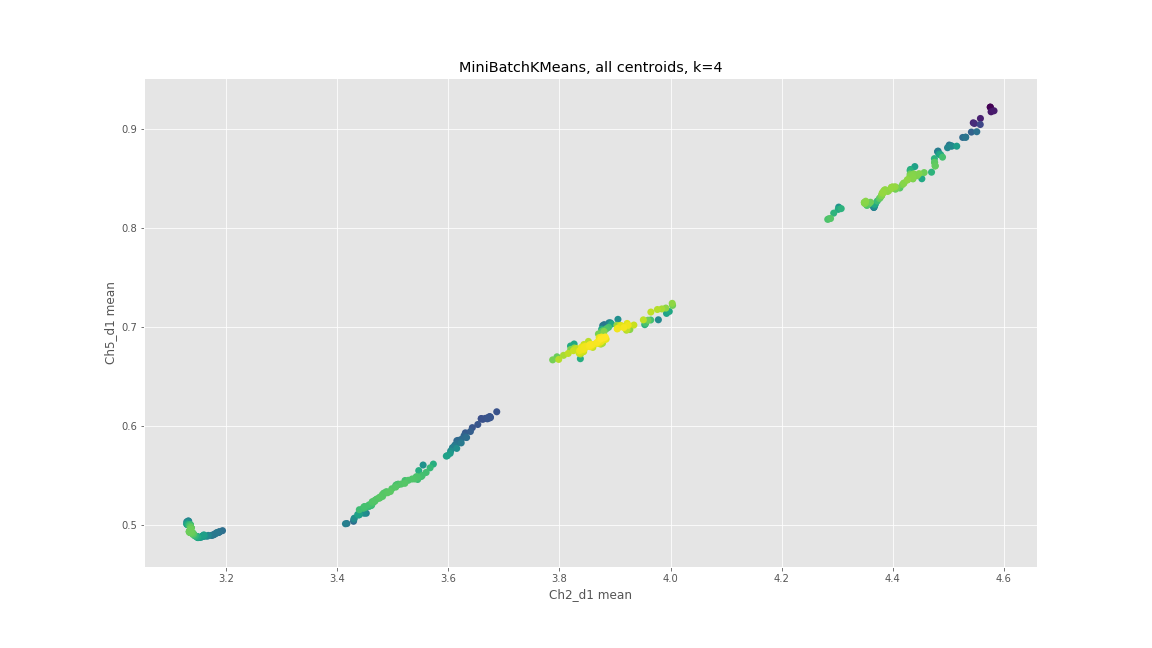 MiniBatchKMeans, all centroids, k=4
0.9
0.8
0.7
0.6
0.5
Ch5_d1 mean
3.2 3.4 3.6 3.8 4.0 4.2 4.4 4.6
Ch2_d1 mean